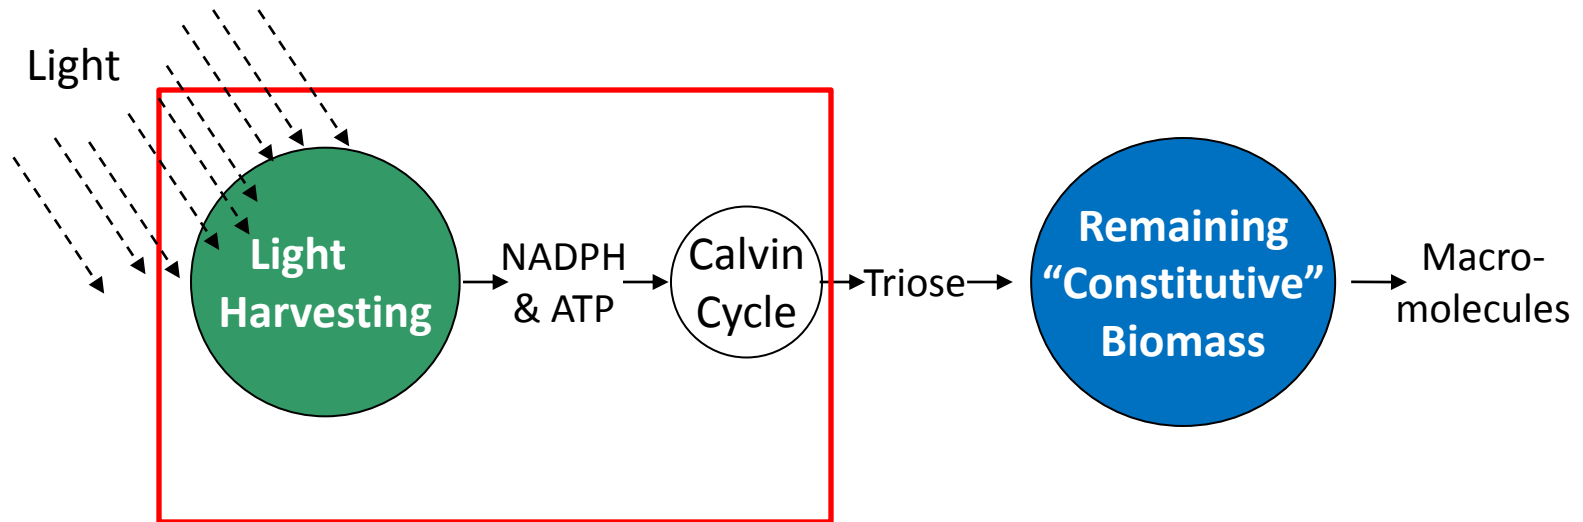 Light
Light
Harvesting
NADPH
& ATP
Calvin
Cycle
Triose
Remaining
“Constitutive”
Biomass
Macro-
molecules